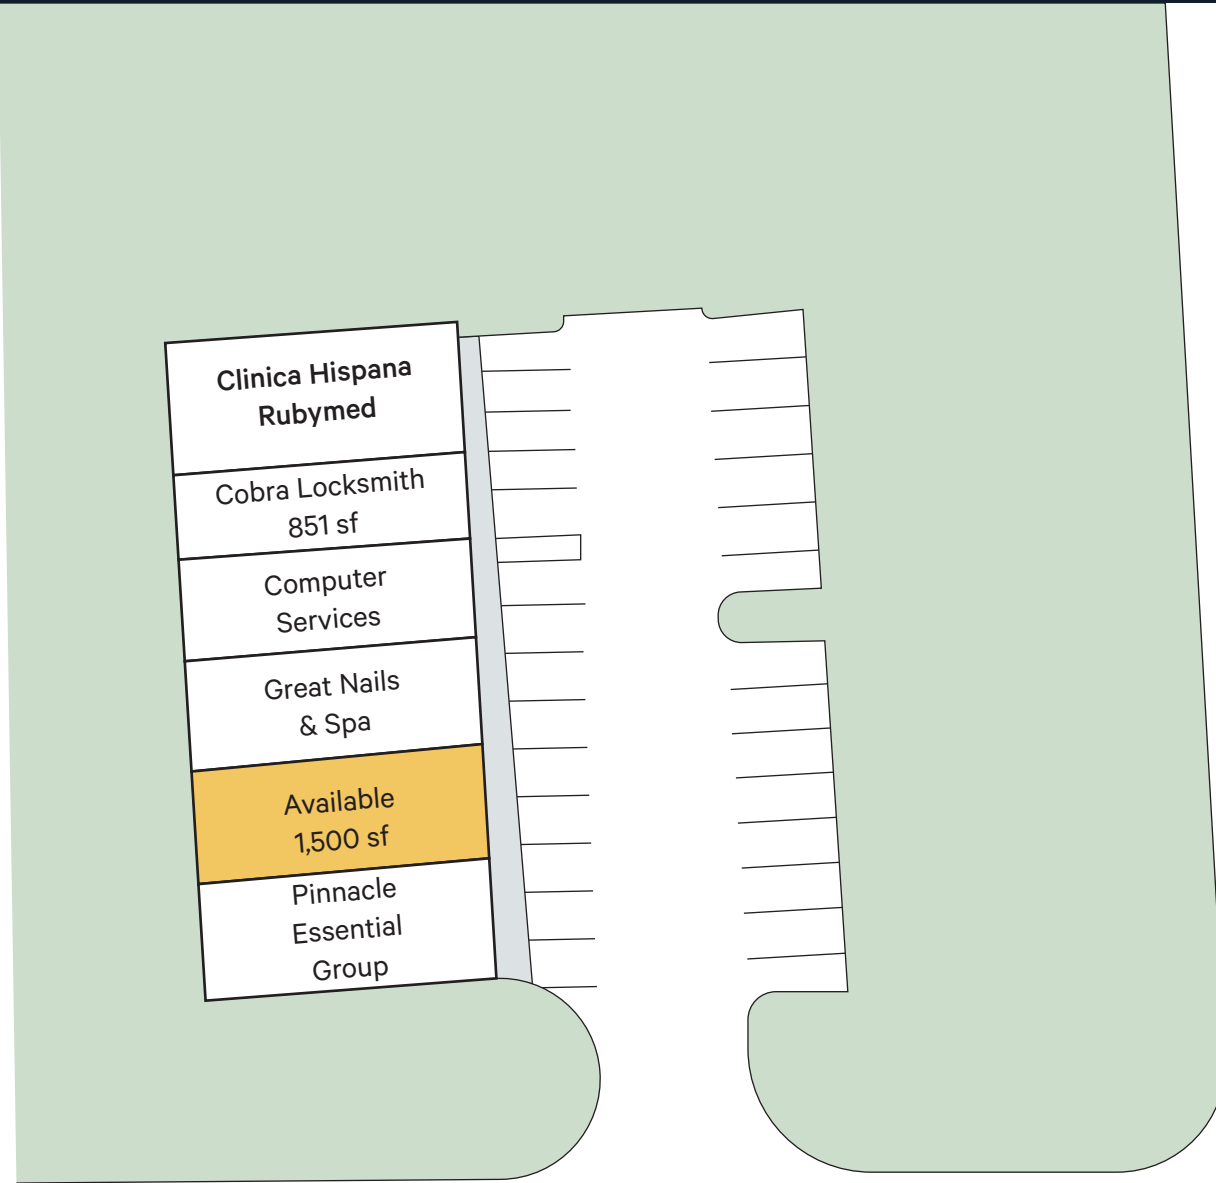 Clinica Hispana
Rubymed
Cobra Locksmith
851 sf
Computer
Services
Great Nails
& Spa
Available
1,500 sf
Pinnacle
Essential
Group